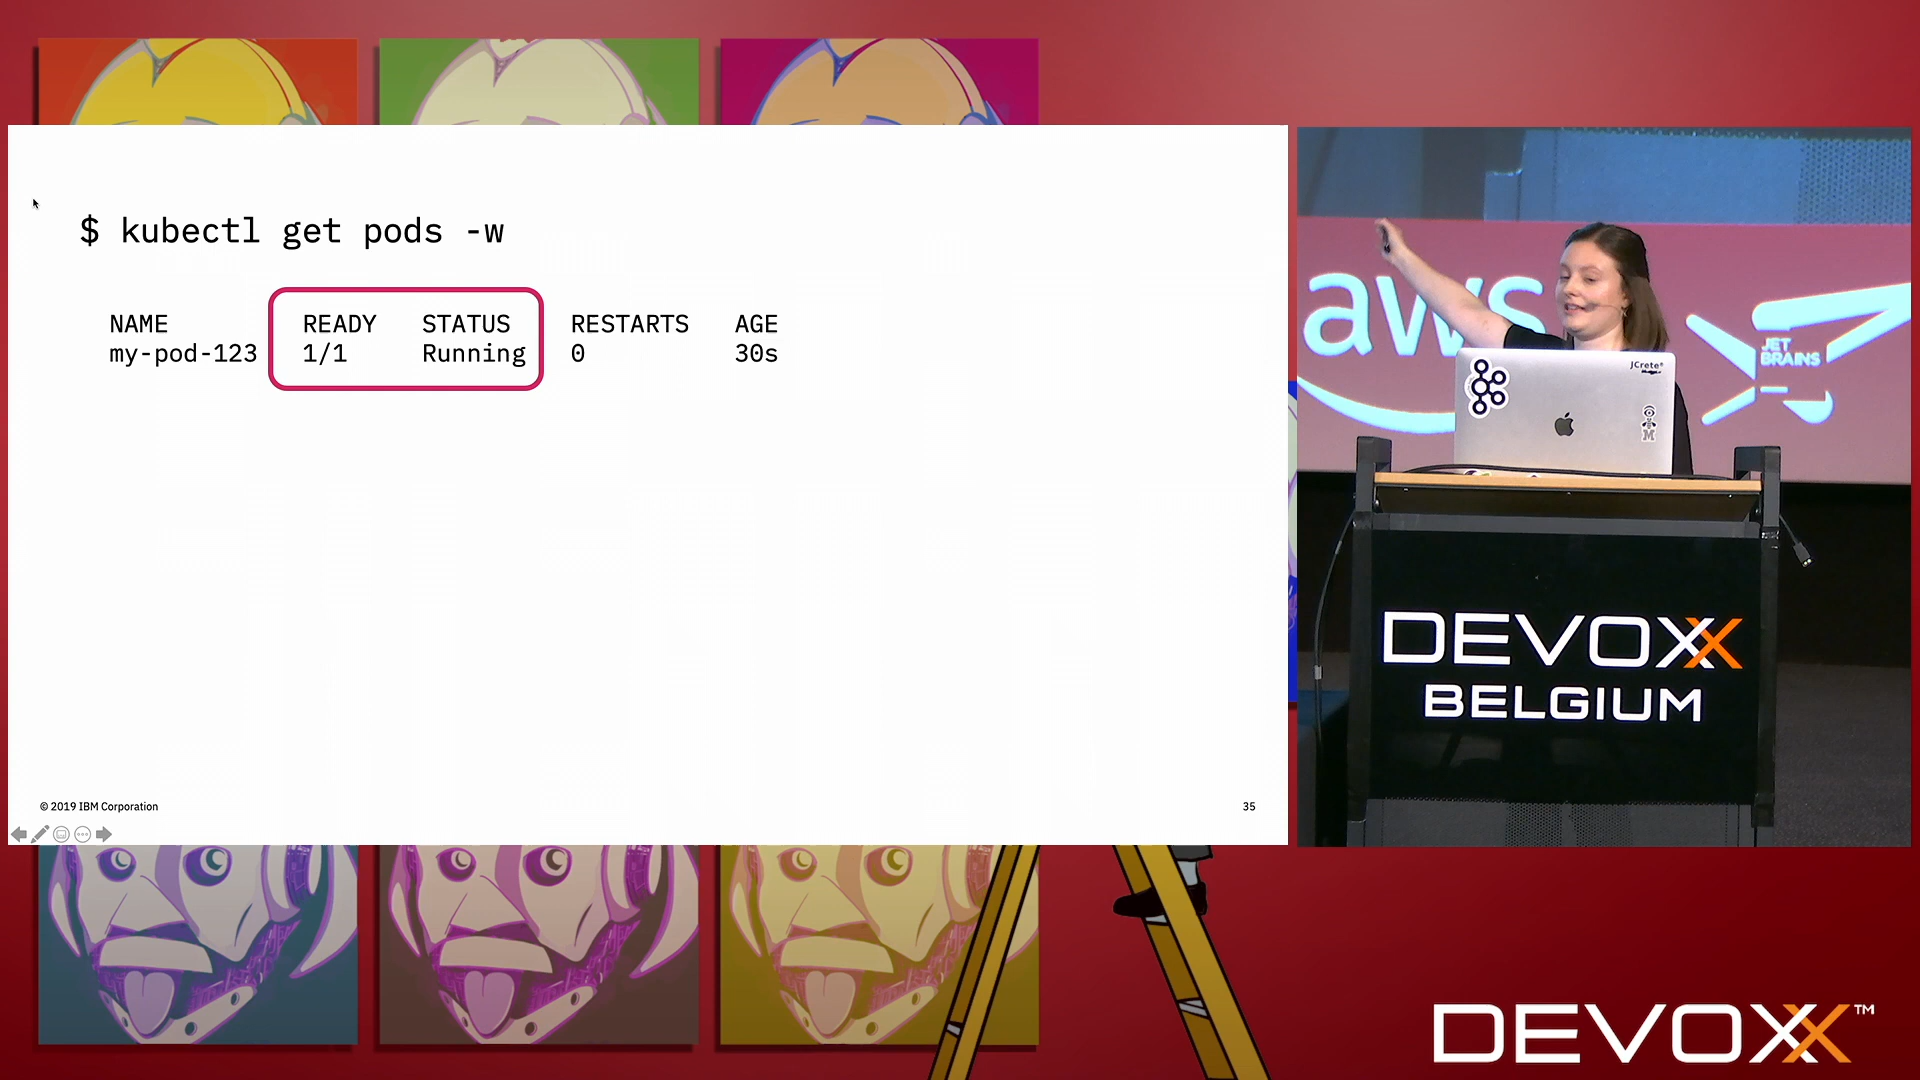 $ kubectl get pods -w
NAME READY STATUS RESTARTS AGE
my-pod-123 1/1 Running 0 30s
© 2019 IBM Corporation
35
aws
JET
BRAINS
JCrete
M
DEVOXX
BELGIUM
DEVOXX™